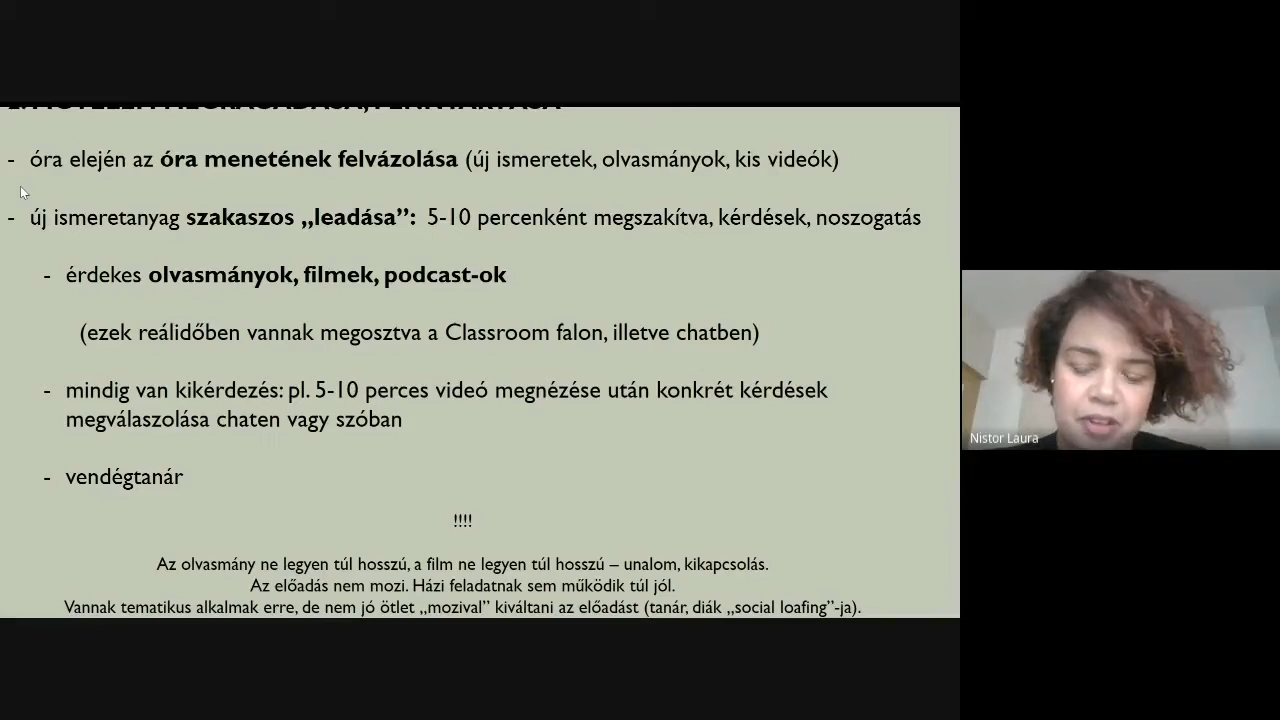 - óra elején az óra menetének felvázolása (új ismeretek, olvasmányok, kis videók)
- új ismeretanyag szakaszos „leadása”: 5-10 percenként megszakítva, kérdések, noszogatás
- érdekes olvasmányok, filmek, podcast-ok
(ezek reálidőben vannak megosztva a Classroom falon, illetve chatben)
- mindig van kikérdezés: pl. 5-10 perces videó megnézése után konkrét kérdések
megválaszolása chaten vagy szóban
- vendégtanár
!!!!
Az olvasmány ne legyen túl hosszú, a film ne legyen túl hosszú – unalom, kikapcsolás.
Az előadás nem mozi. Házi feladatnak sem működik túl jól.
Vannak tematikus alkalmak erre, de nem jó ötlet „mozival” kiváltani az előadást (tanár, diák „social loafing”-ja).
Nistor Laura